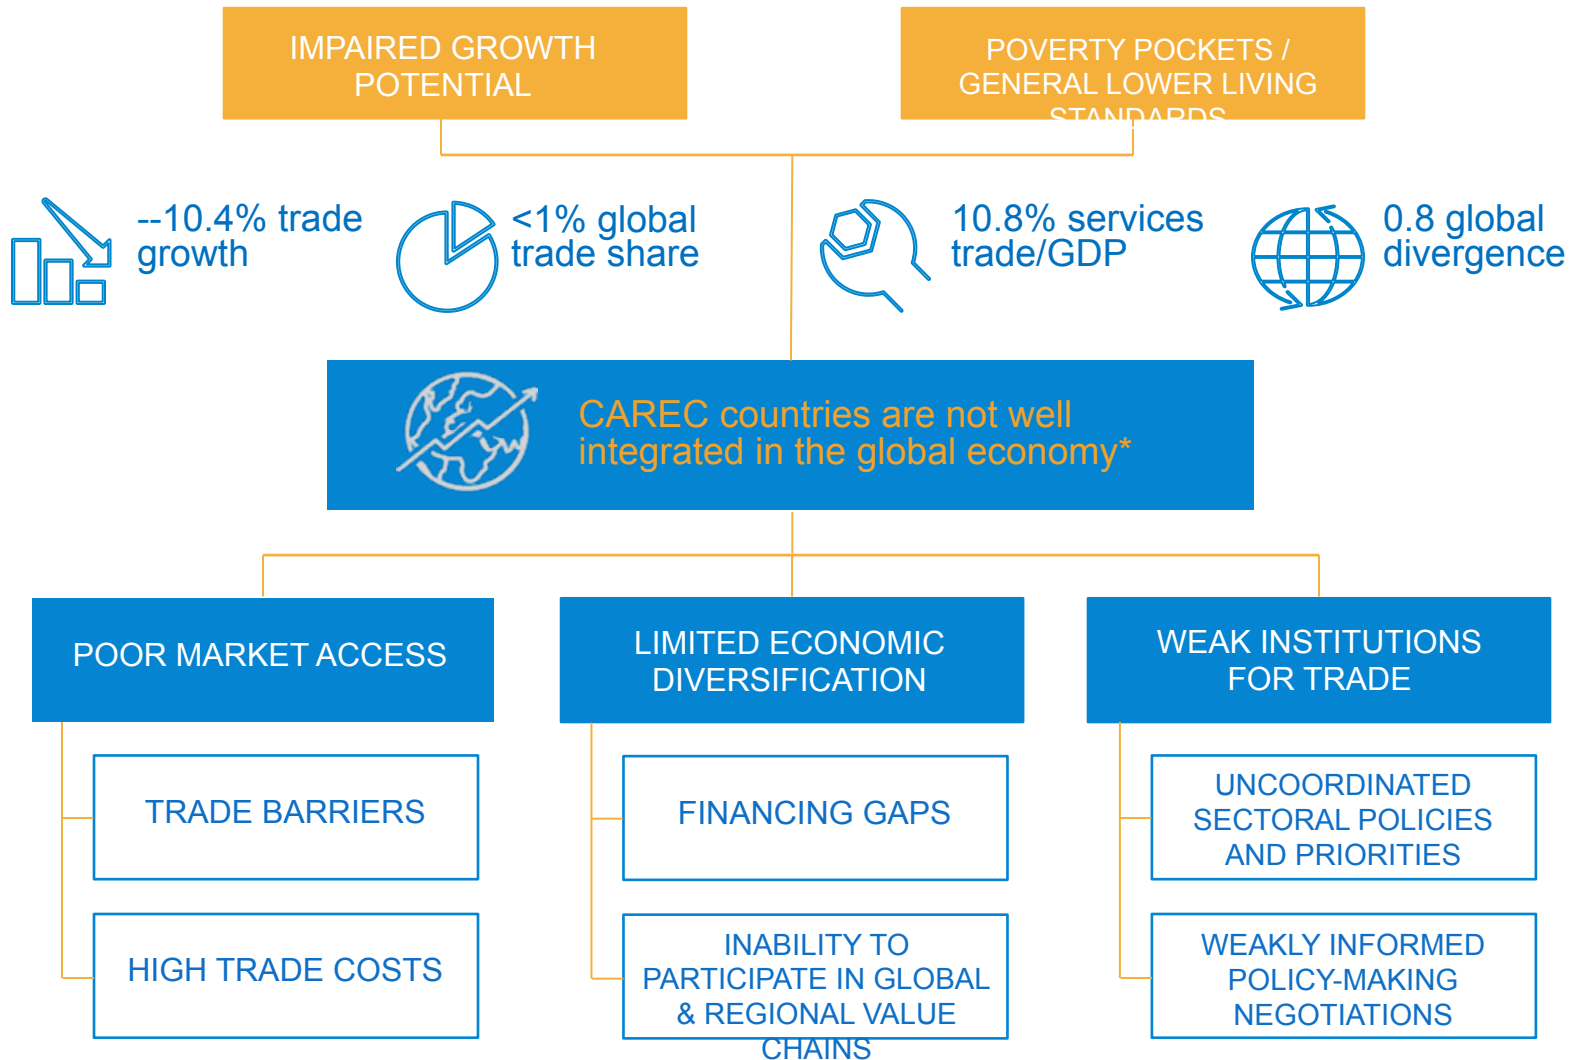 IMPAIRED GROWTH
POTENTIAL
POVERTY POCKETS /
GENERAL LOWER LIVING
STANDARDS
--10.4% trade
growth
<1% global
trade share
10.8% services
trade/GDP
0.8 global
divergence
CAREC countries are not well
integrated in the global economy*
POOR MARKET ACCESS
LIMITED ECONOMIC
DIVERSIFICATION
WEAK INSTITUTIONS
FOR TRADE
TRADE BARRIERS
FINANCING GAPS
UNCOORDINATED
SECTORAL POLICIES
AND PRIORITIES
HIGH TRADE COSTS
INABILITY TO
PARTICIPATE IN GLOBAL
& REGIONAL VALUE
CHAINS
WEAKLY INFORMED
POLICY-MAKING
NEGOTIATIONS